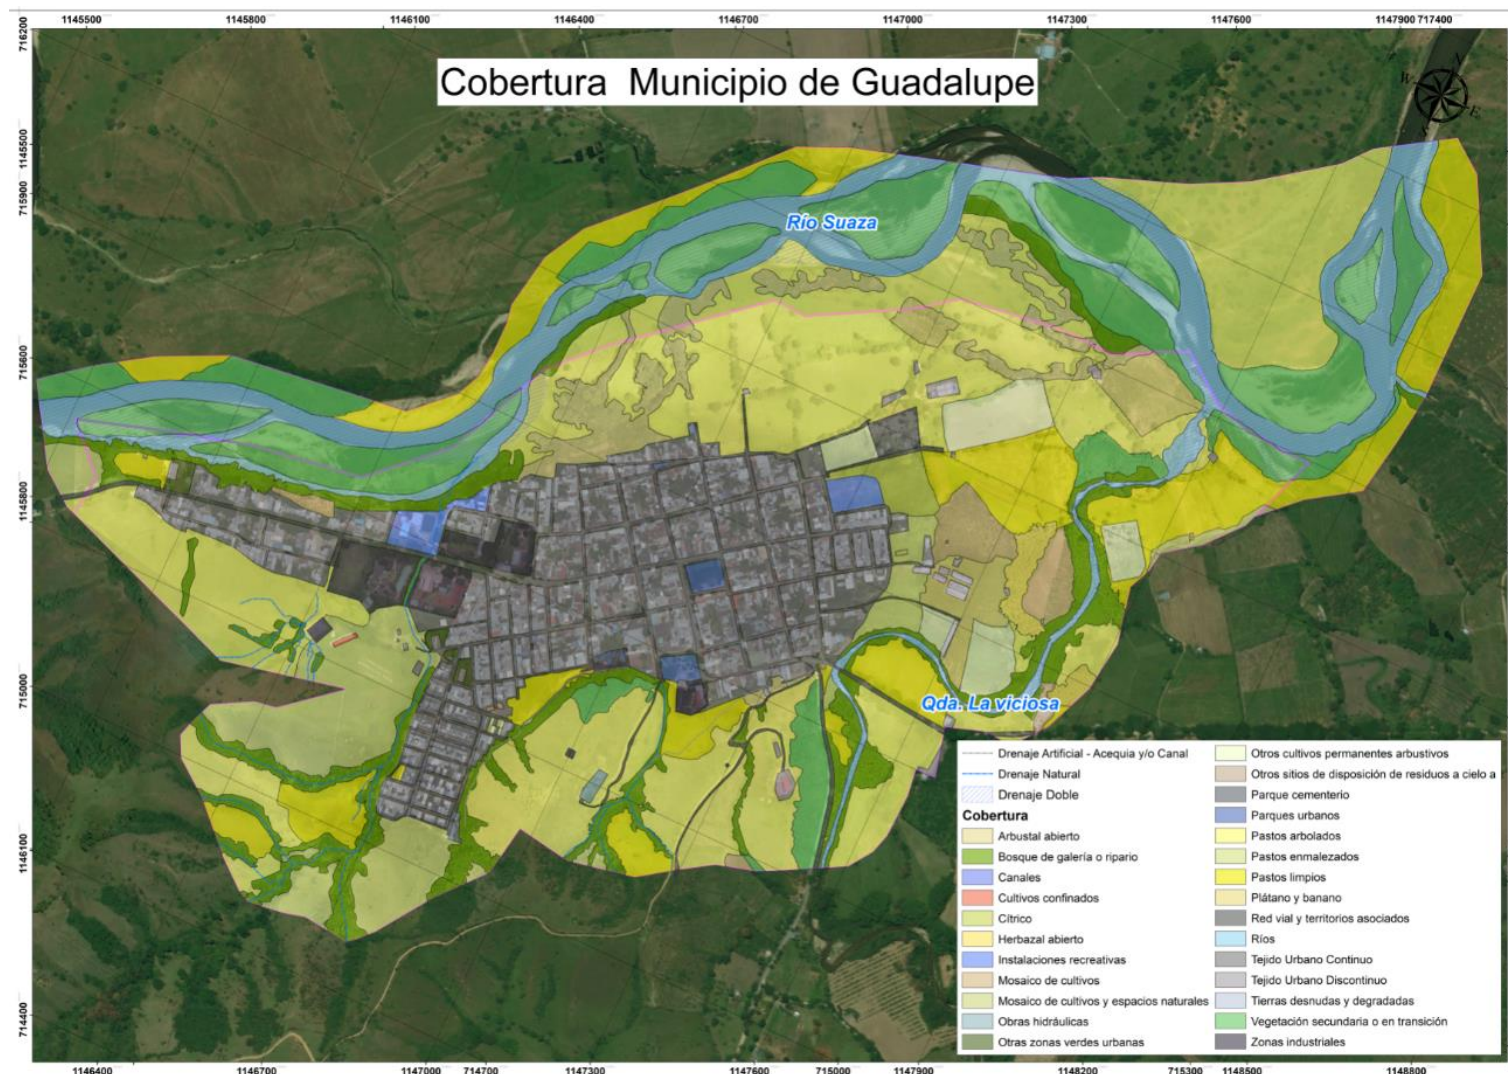 1145500 1145800 1146100 1146400 1146700 1147000 1147300 1147600 1147900 717400
716200
1145500
715900
715600
1145800
715000
1146100
714400
Cobertura Municipio de Guadalupe
N
W
E
S
Río Suaza
Qda. La viciosa
Drenaje Artificial - Acequia y/o Canal
Drenaje Natural
Drenaje Doble
Cobertura
Arbustal abierto
Bosque de galería o ripario
Canales
Cultivos confinados
Cítrico
Herbazal abierto
Instalaciones recreativas
Mosaico de cultivos
Mosaico de cultivos y espacios naturales
Obras hidráulicas
Otras zonas verdes urbanas
Otros cultivos permanentes arbustivos
Otros sitios de disposición de residuos a cielo a
Parque cementerio
Parques urbanos
Pastos arbolados
Pastos enmalezados
Pastos limpios
Plátano y banano
Red vial y territorios asociados
Ríos
Tejido Urbano Continuo
Tejido Urbano Discontinuo
Tierras desnudas y degradadas
Vegetación secundaria o en transición
Zonas industriales
1146400 1146700 1147000 714700 1147300 1147600 715000 1147900 1148200 715300 1148500 1148800